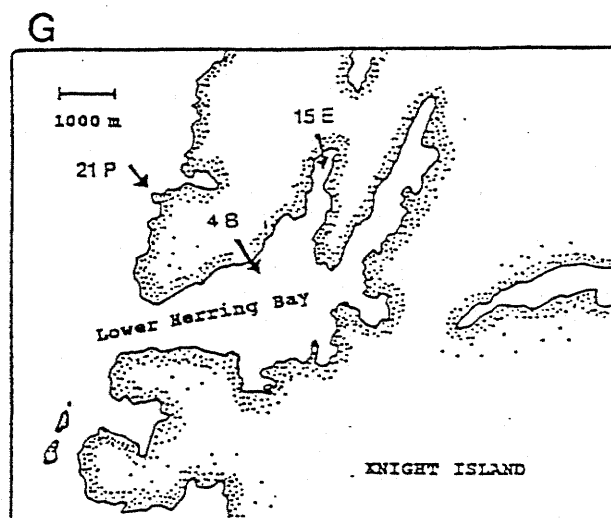 G
1000 m
15 E
21 P
4 B
Lower Herring Bay
KNIGHT ISLAND